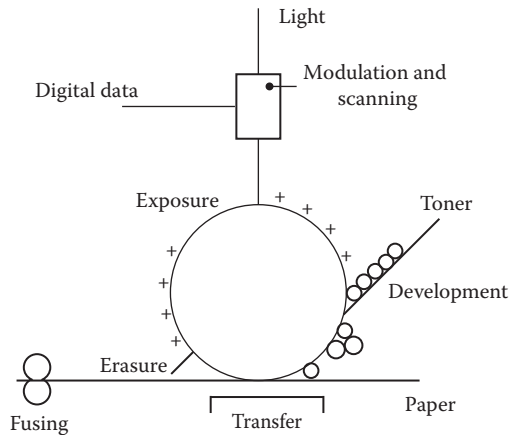 Light
Modulation and
scanning
Digital data
Exposure
+
+
+
+
Toner
+
+
+
+
Development
Erasure
Paper
Fusing
Transfer